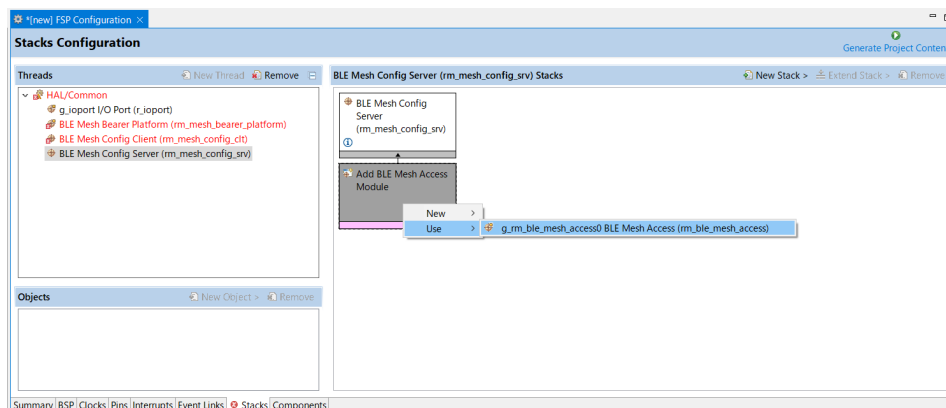 *[new] FSP Configuration ×
Stacks Configuration
Generate Project Conten
Threads
New Thread
Remove
HAL/Common
g_ioport I/O Port (r_ioport)
BLE Mesh Bearer Platform (rm_mesh_bearer_platform)
BLE Mesh Config Client (rm_mesh_config_clt)
BLE Mesh Config Server (rm_mesh_config_srv)
Objects
New Object >
Remove
BLE Mesh Config Server (rm_mesh_config_srv) Stacks
New Stack >
Extend Stack >
Remove
BLE Mesh Config
Server
(rm_mesh_config_srv)
Add BLE Mesh Access
Module
New >
Use >
g_rm_ble_mesh_access0 BLE Mesh Access (rm_ble_mesh_access)
Summary BSP Clocks Pins Interrupts Event Links Stacks Components